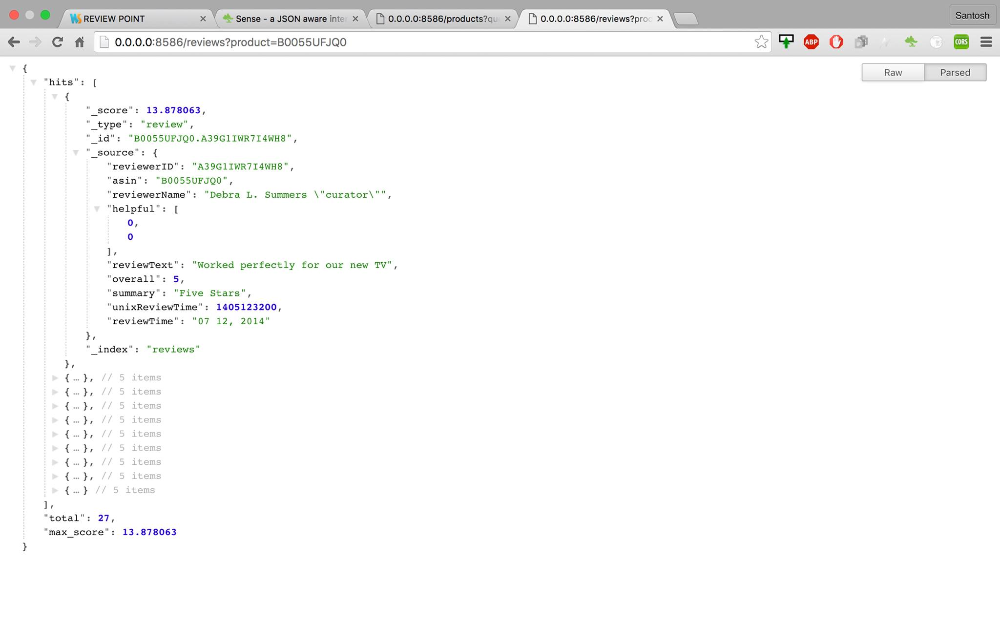 REVIEW POINT
Sense - a JSON aware inter
0.0.0.0:8586/products?qu
0.0.0.0:8586/reviews?prod
Santosh
0.0.0.0:8586/reviews?product=B0055UFJQ0
ABP
CORS
Raw
Parsed
{
"hits": [
{
"_score": 13.878063,
"_type": "review",
"_id": "B0055UFJQ0.A39G1IWR7I4WH8",
"_source": {
"reviewerID": "A39G1IWR7I4WH8",
"asin": "B0055UFJQ0",
"reviewerName": "Debra L. Summers \"curator\"",
"helpful": [
0,
0
],
"reviewText": "Worked perfectly for our new TV",
"overall": 5,
"summary": "Five Stars",
"unixReviewTime": 1405123200,
"reviewTime": "07 12, 2014"
},
"_index": "reviews"
},
{ … }, // 5 items
{ … }, // 5 items
{ … }, // 5 items
{ … }, // 5 items
{ … }, // 5 items
{ … }, // 5 items
{ … }, // 5 items
{ … }, // 5 items
{ … } // 5 items
],
"total": 27,
"max_score": 13.878063
}